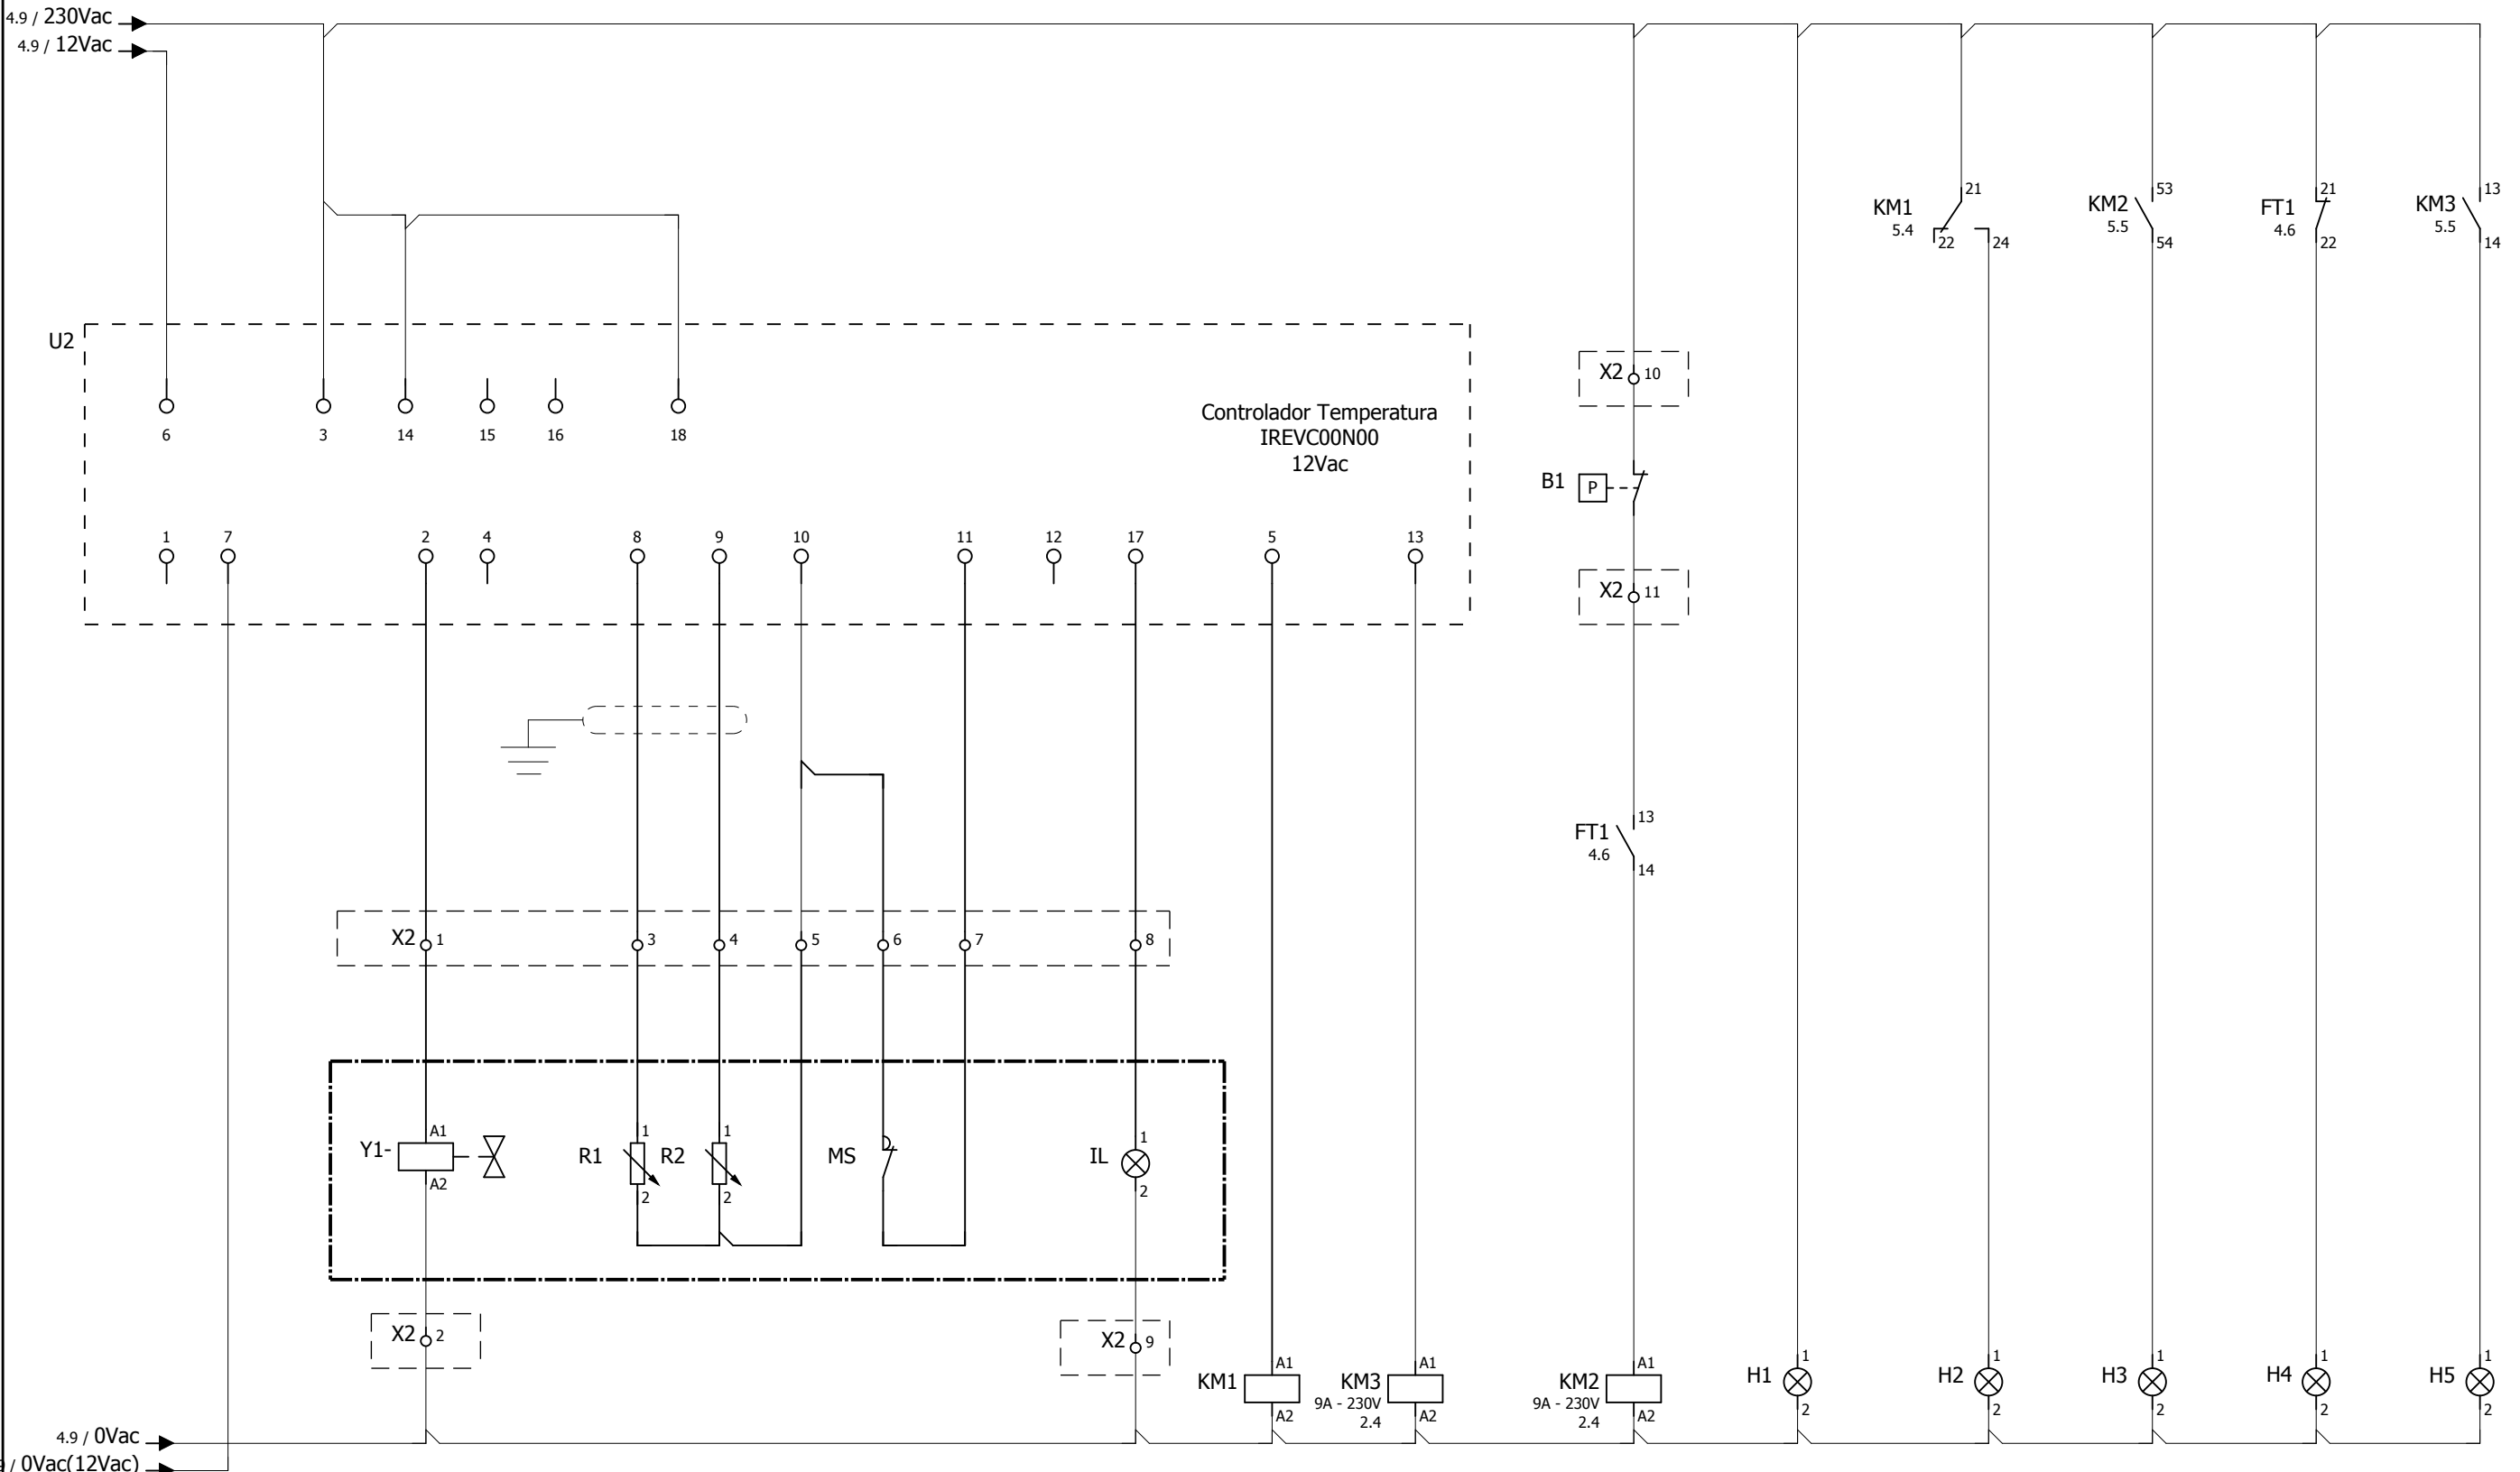 4.9 / 230Vac
4.9 / 12Vac
21
53
21
13
KM1
KM2
FT1
KM3
5.4
5.5
4.6
5.5
22
24
54
22
14
U2
X2
10
Controlador Temperatura
IREVC00N00
12Vac
6
3
14
15
16
18
B1
P
1
7
2
4
8
9
10
11
12
17
5
13
X2
11
13
FT1
4.6
14
X2
1
3
4
5
6
7
8
A1
1
1
1
Y1-
R1
R2
MS
IL
A2
2
2
2
X2
2
X2
9
A1
A1
A1
1
1
1
1
1
KM1
KM3
KM2
H1
H2
H3
H4
H5
9A - 230V
9A - 230V
2.4
2.4
A2
A2
A2
2
2
2
2
2
4.9 / 0Vac
/ 0Vac(12Vac)